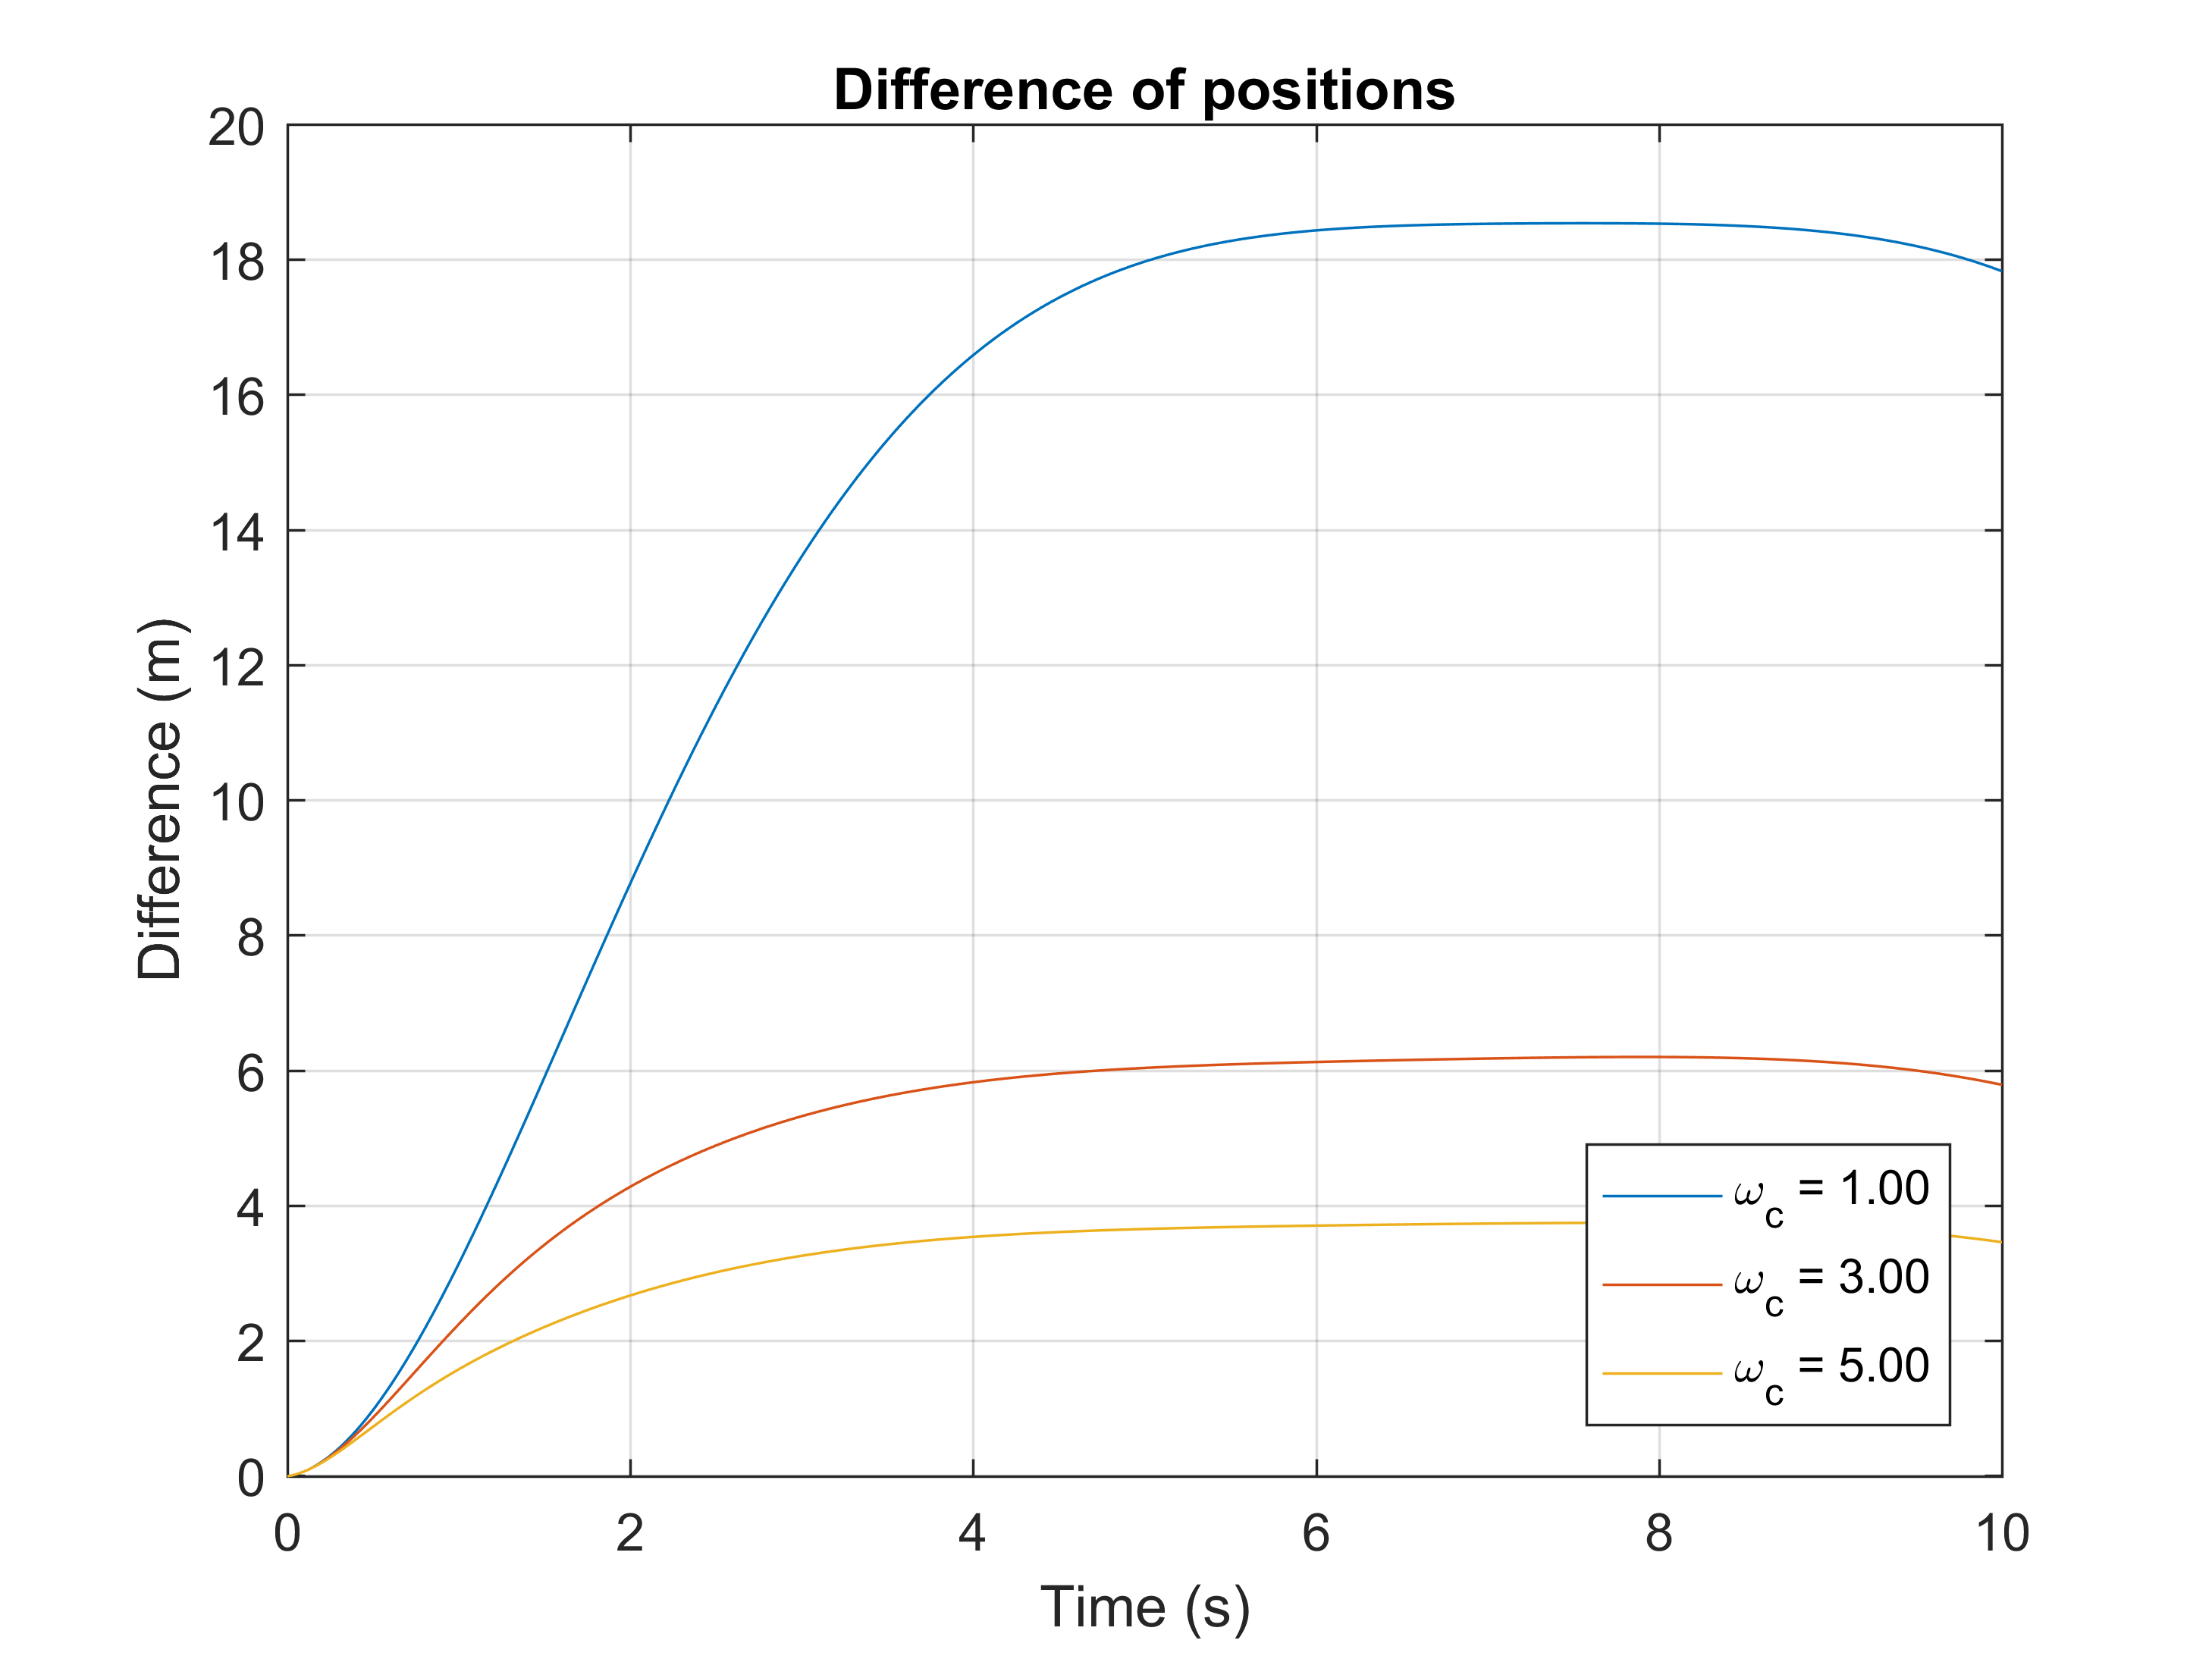 Difference of positions
20
18
16
14
12
10
8
6
4
2
0
Difference (m)
ω_c = 1.00
ω_c = 3.00
ω_c = 5.00
0 2 4 6 8 10
Time (s)